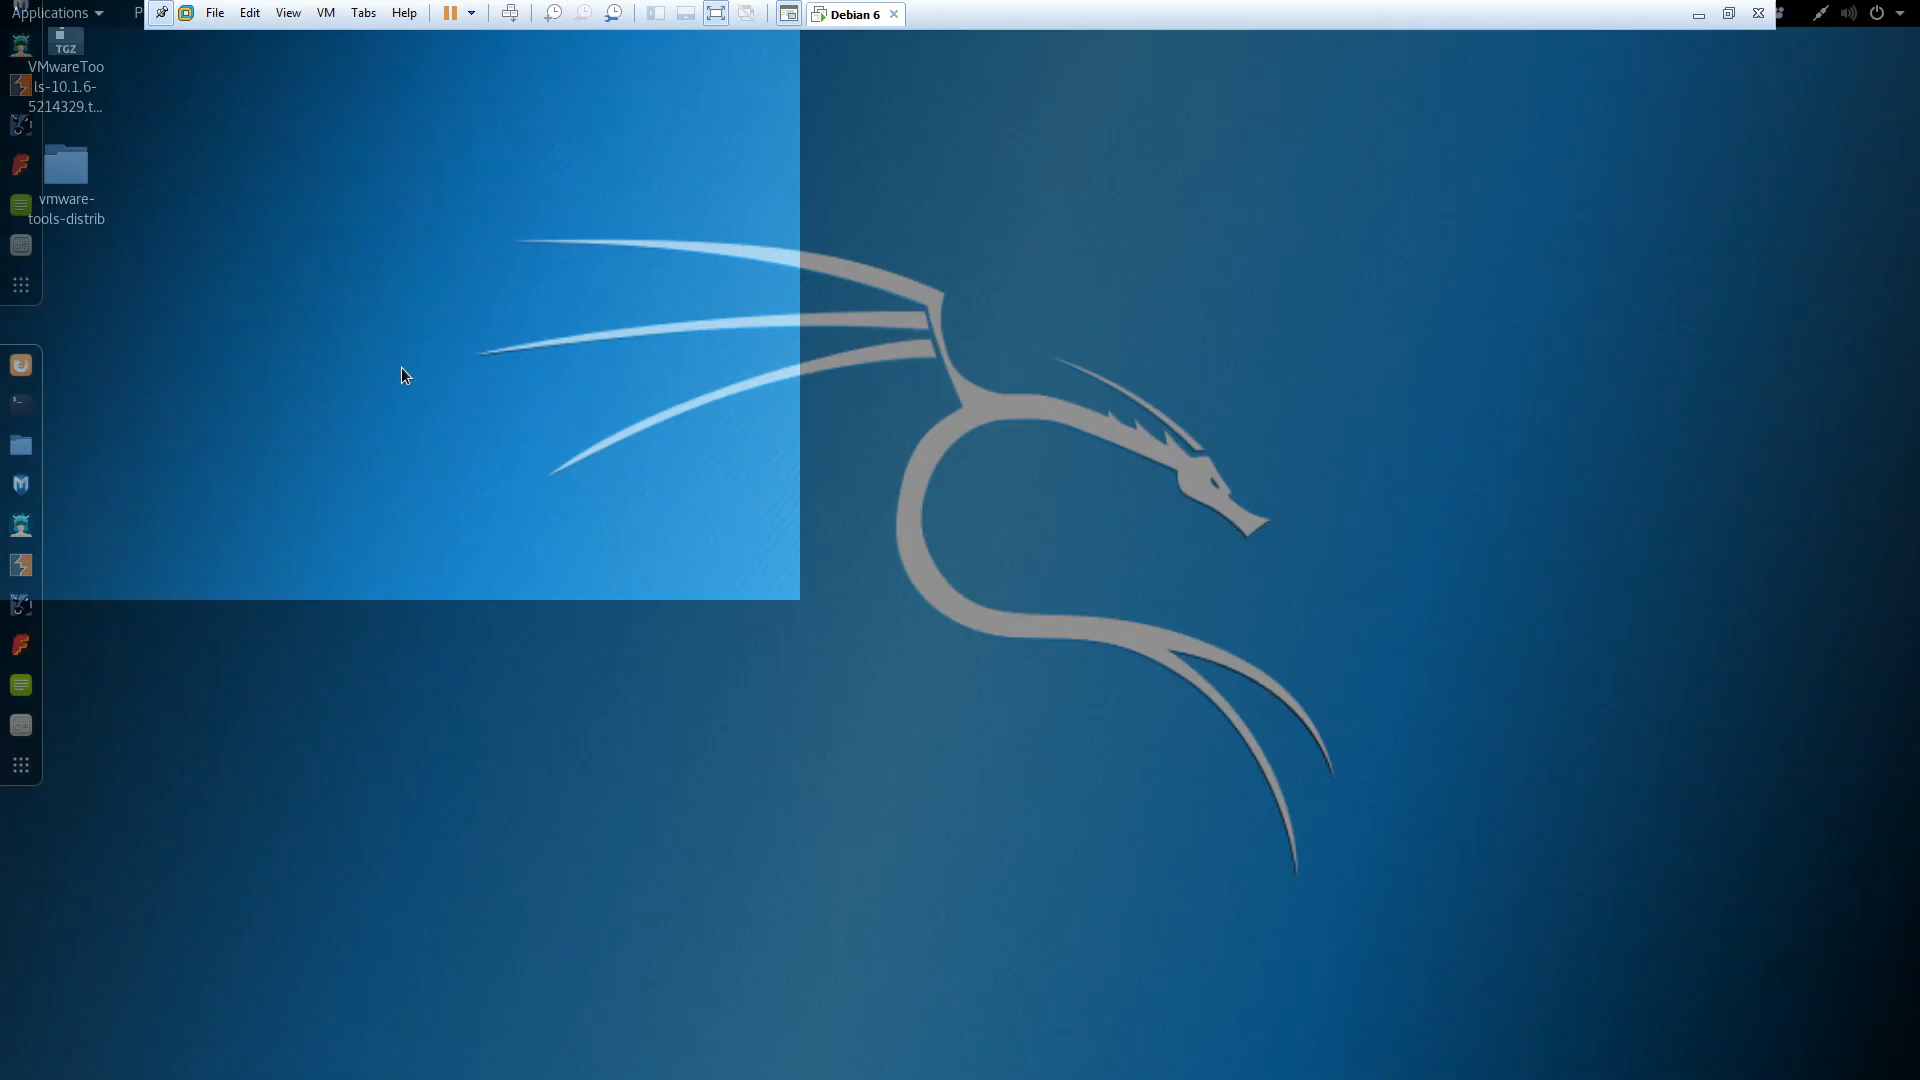 Applications
P
File Edit View VM Tabs Help
Debian 6
TGZ
VMwareToo
ls-10.1.6-
5214329.t...
vmware-
tools-distrib